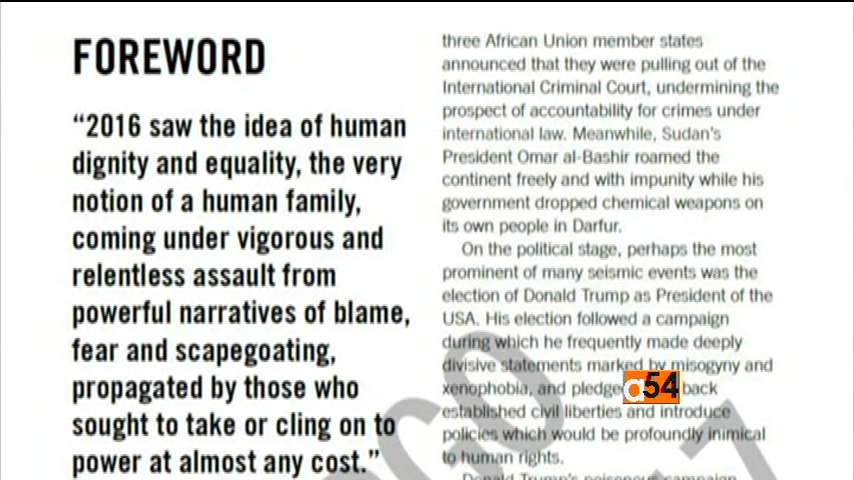 FOREWORD
“2016 saw the idea of human
dignity and equality, the very
notion of a human family,
coming under vigorous and
relentless assault from
powerful narratives of blame,
fear and scapegoating,
propagated by those who
sought to take or cling on to
power at almost any cost.”
three African Union member states
announced that they were pulling out of the
International Criminal Court, undermining the
prospect of accountability for crimes under
international law. Meanwhile, Sudan's
President Omar al-Bashir roamed the
continent freely and with impunity while his
government dropped chemical weapons on
its own people in Darfur.
On the political stage, perhaps the most
prominent of many seismic events was the
election of Donald Trump as President of the
USA. His election followed a campaign
during which he frequently made deeply
divisive statements marked by misogyny and
xenophobia, and pledge back
a54
established civil liberties and introduce
policies which would be profoundly inimical
to human rights.
Donald Trump's poisonous campaign